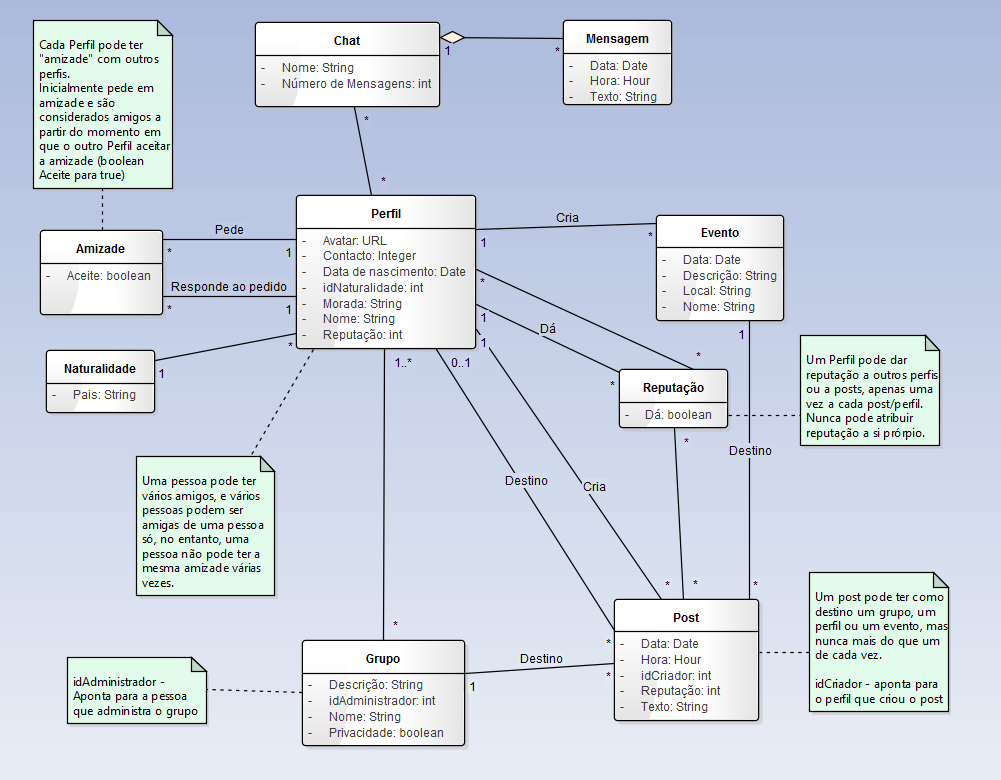 Cada Perfil pode ter
"amizade" com outros
perfis.
Inicialmente pede em
amizade e são
considerados amigos a
partir do momento em
que o outro Perfil aceitar
a amizade (boolean
Aceite para true)
Chat
- Nome: String
- Número de Mensagens: int
1
*
Mensagem
- Data: Date
- Hora: Hour
- Texto: String
*
*
Amizade
- Aceite: boolean
Pede
*
1
Responde ao pedido
*
1
Perfil
- Avatar: URL
- Contacto: Integer
- Data de nascimento: Date
- idNaturalidade: int
- Morada: String
- Nome: String
- Reputação: int
Cria
1
*
Evento
- Data: Date
- Descrição: String
- Local: String
- Nome: String
Naturalidade
- Pais: String
1
*
*
*
1
Dá
*
Reputação
- Dá: boolean
Um Perfil pode dar
reputação a outros perfis
ou a posts, apenas uma
vez a cada post/perfil.
Nunca pode atribuir
reputação a si prórpio.
1
Destino
*
Uma pessoa pode ter
vários amigos, e vários
pessoas podem ser
amigas de uma pessoa
só, no entanto, uma
pessoa não pode ter a
mesma amizade várias
vezes.
1..*
*
0..1
Destino
*
1
Cria
*
*
*
Post
- Data: Date
- Hora: Hour
- idCriador: int
- Reputação: int
- Texto: String
Um post pode ter como
destino um grupo, um
perfil ou um evento, mas
nunca mais do que um
de cada vez.
idCriador - aponta para
o perfil que criou o post
idAdministrador -
Aponta para a pessoa
que administra o grupo
Grupo
- Descrição: String
- idAdministrador: int
- Nome: String
- Privacidade: boolean
Destino
1
*